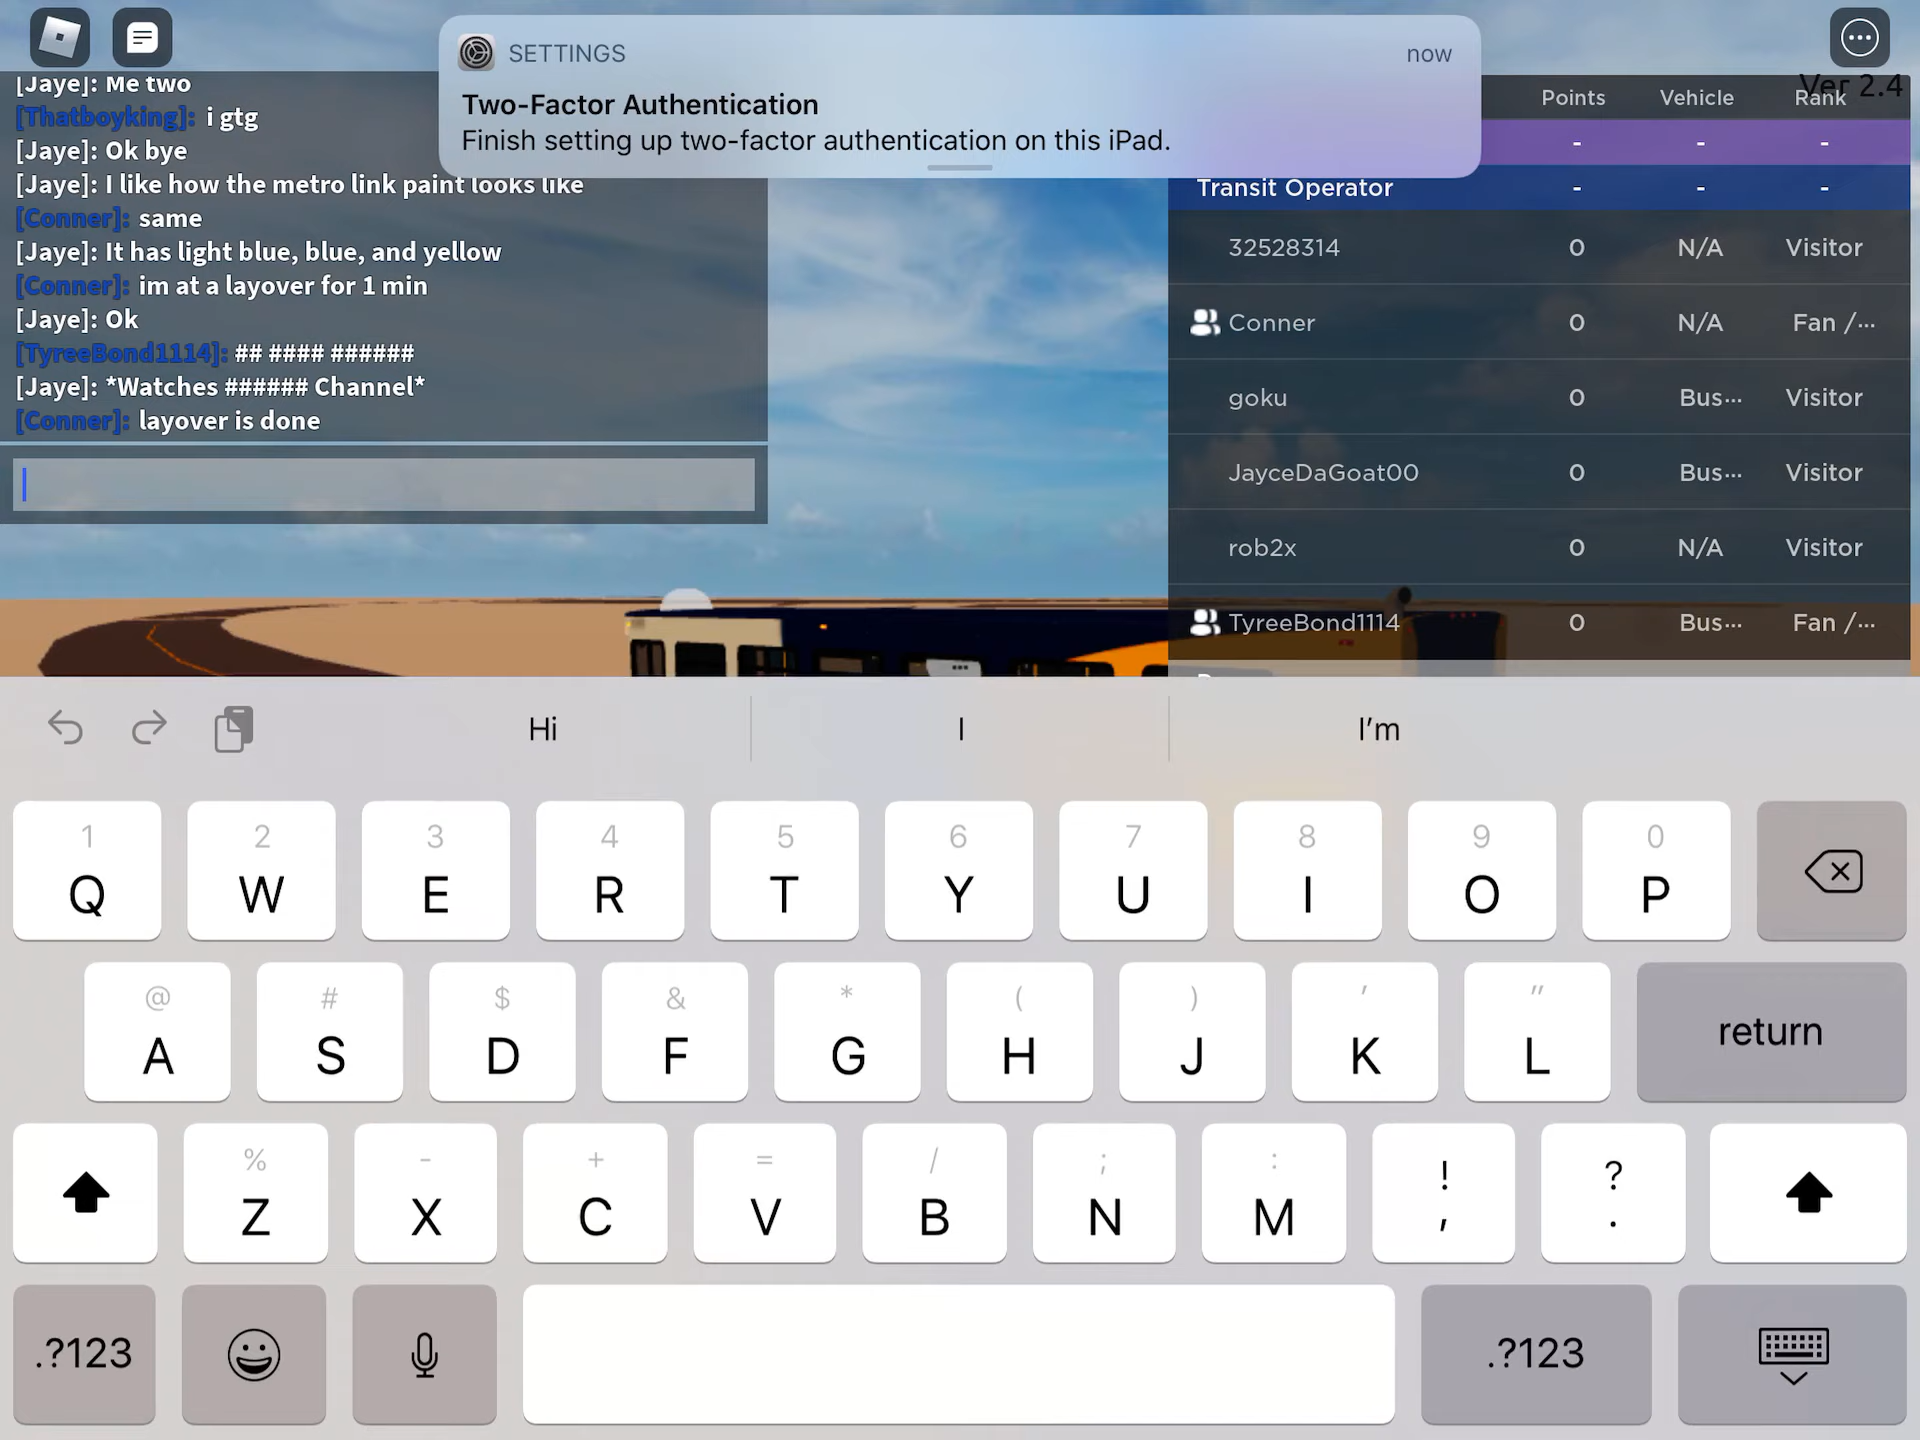 SETTINGS now
Two-Factor Authentication
Finish setting up two-factor authentication on this iPad.
[Jaye]: Me two
[Thatboyking]: i gtg
[Jaye]: Ok bye
[Jaye]: I like how the metro link paint looks like
[Conner]: same
[Jaye]: It has light blue, blue, and yellow
[Conner]: im at a layover for 1 min
[Jaye]: Ok
[TyreeBond1114]: ## #### ######
[Jaye]: *Watches ###### Channel*
[Conner]: layover is done
Ver 2.4
Points Vehicle Rank
- - -
Transit Operator - - -
32528314 0 N/A Visitor
Conner 0 N/A Fan /...
goku 0 Bus... Visitor
JayceDaGoat00 0 Bus... Visitor
rob2x 0 N/A Visitor
TyreeBond1114 0 Bus... Fan /...
Hi I I'm
1 2 3 4 5 6 7 8 9 0
Q W E R T Y U I O P
@ # $ & * ( ) ' "
A S D F G H J K L return
% - + = / ; : ! ?
Z X C V B N M , .
.?123 .?123